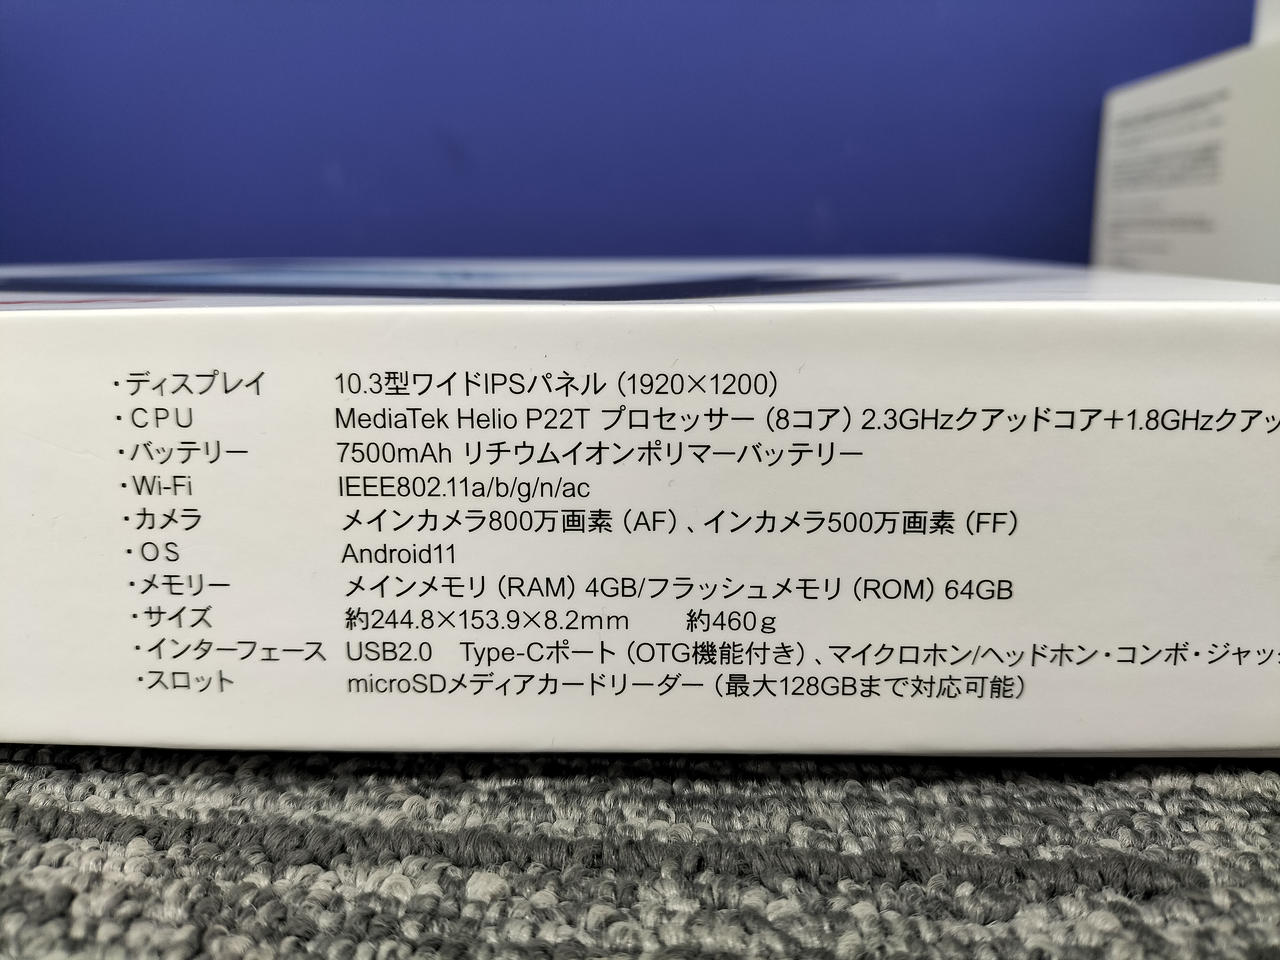 ・ディスプレイ 10.3型ワイドIPSパネル（1920×1200）
・CPU MediaTek Helio P22T プロセッサー（8コア）2.3GHzクアッドコア＋1.8GHzクアッ
・バッテリー 7500mAh リチウムイオンポリマーバッテリー
・Wi-Fi IEEE802.11a/b/g/n/ac
・カメラ メインカメラ800万画素（AF）、インカメラ500万画素（FF）
・OS Android11
・メモリー メインメモリ（RAM）4GB/フラッシュメモリ（ROM）64GB
・サイズ 約244.8×153.9×8.2mm 約460g
・インターフェース USB2.0 Type-Cポート（OTG機能付き）、マイクロホン/ヘッドホン・コンボ・ジャッ
・スロット microSDメディアカードリーダー（最大128GBまで対応可能）